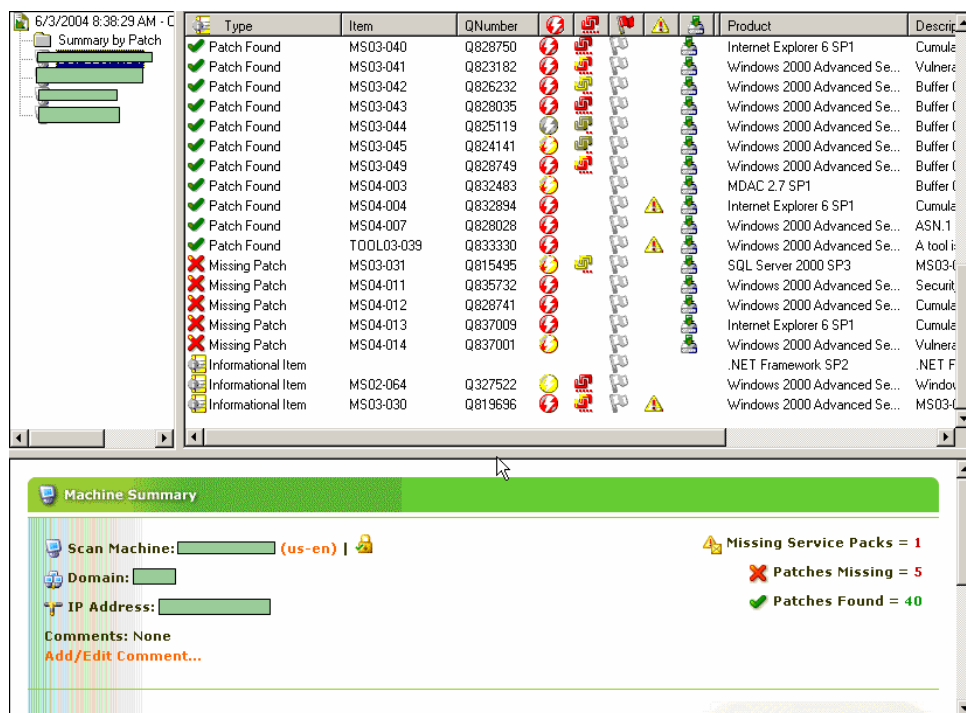 6/3/2004 8:38:29 AM - C
Summary by Patch
Type Item QNumber Product Descrip
Patch Found MS03-040 Q828750 Internet Explorer 6 SP1 Cumula
Patch Found MS03-041 Q823182 Windows 2000 Advanced Se... Vulnera
Patch Found MS03-042 Q826232 Windows 2000 Advanced Se... Buffer
Patch Found MS03-043 Q828035 Windows 2000 Advanced Se... Buffer
Patch Found MS03-044 Q825119 Windows 2000 Advanced Se... Buffer
Patch Found MS03-045 Q824141 Windows 2000 Advanced Se... Buffer
Patch Found MS03-049 Q828749 Windows 2000 Advanced Se... Buffer
Patch Found MS04-003 Q832483 MDAC 2.7 SP1 Buffer
Patch Found MS04-004 Q832894 Internet Explorer 6 SP1 Cumula
Patch Found MS04-007 Q828028 Windows 2000 Advanced Se... ASN.1
Patch Found TOOL03-039 Q833330 Windows 2000 Advanced Se... A tool i
Missing Patch MS03-031 Q815495 SQL Server 2000 SP3 MS03-
Missing Patch MS04-011 Q835732 Windows 2000 Advanced Se... Securit
Missing Patch MS04-012 Q828741 Windows 2000 Advanced Se... Cumula
Missing Patch MS04-013 Q837009 Internet Explorer 6 SP1 Cumula
Missing Patch MS04-014 Q837001 Windows 2000 Advanced Se... Vulnera
Informational Item .NET Framework SP2 .NET F
Informational Item MS02-064 Q327522 Windows 2000 Advanced Se... Window
Informational Item MS03-030 Q819696 Windows 2000 Advanced Se... MS03-
Machine Summary
Scan Machine: (us-en) |
Domain:
IP Address:
Comments: None
Add/Edit Comment...
Missing Service Packs = 1
Patches Missing = 5
Patches Found = 40